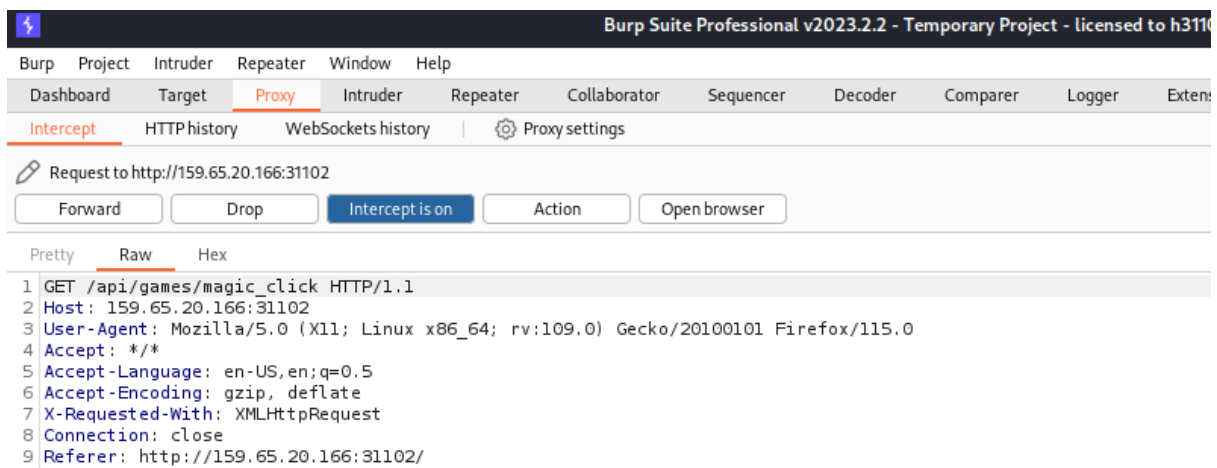 Burp Suite Professional v2023.2.2 - Temporary Project - licensed to h3110
Burp Project Intruder Repeater Window Help
Dashboard Target Proxy Intruder Repeater Collaborator Sequencer Decoder Comparer Logger Extens
Intercept HTTP history WebSockets history Proxy settings
Request to http://159.65.20.166:31102
Forward Drop Intercept is on Action Open browser
Pretty Raw Hex
1 GET /api/games/magic_click HTTP/1.1
2 Host: 159.65.20.166:31102
3 User-Agent: Mozilla/5.0 (X11; Linux x86_64; rv:109.0) Gecko/20100101 Firefox/115.0
4 Accept: */*
5 Accept-Language: en-US,en;q=0.5
6 Accept-Encoding: gzip, deflate
7 X-Requested-With: XMLHttpRequest
8 Connection: close
9 Referer: http://159.65.20.166:31102/